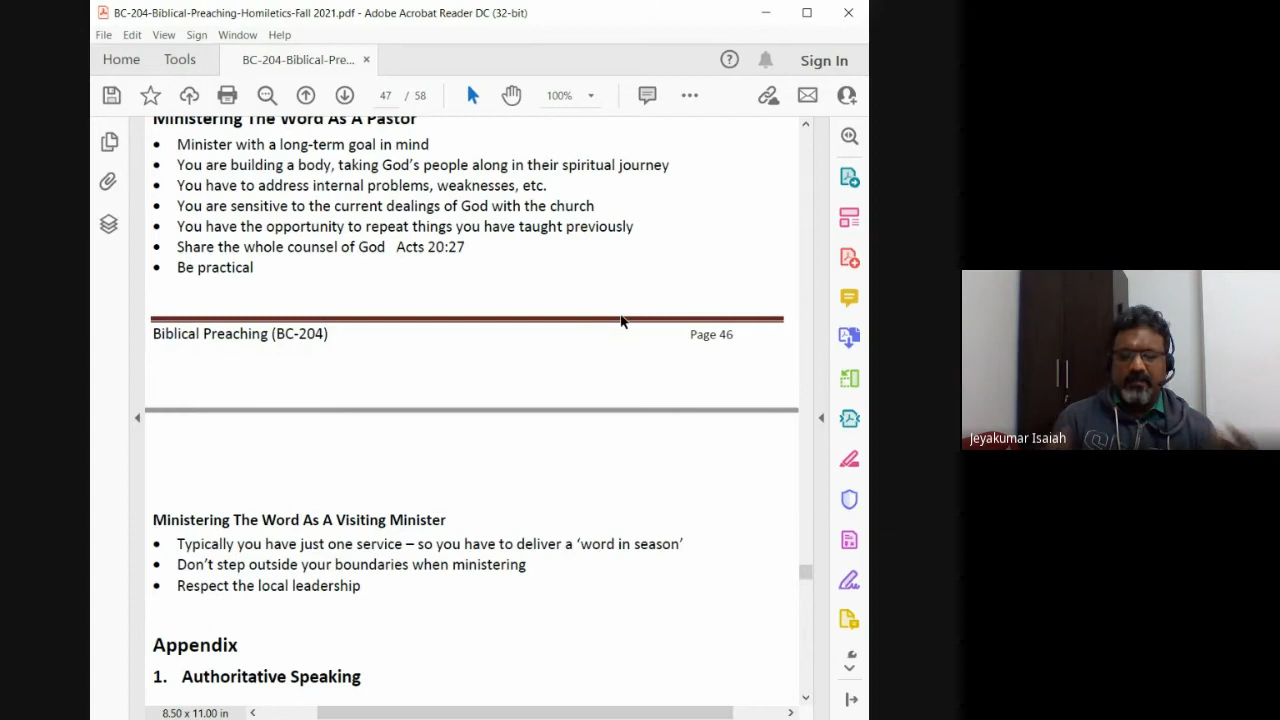 BC-204-Biblical-Preaching-Homiletics-Fall 2021.pdf - Adobe Acrobat Reader DC (32-bit)
File Edit View Sign Window Help
Home Tools BC-204-Biblical-Pre... × Sign In
47 / 58 100%
Ministering The Word As A Pastor
• Minister with a long-term goal in mind
• You are building a body, taking God's people along in their spiritual journey
• You have to address internal problems, weaknesses, etc.
• You are sensitive to the current dealings of God with the church
• You have the opportunity to repeat things you have taught previously
• Share the whole counsel of God Acts 20:27
• Be practical
Biblical Preaching (BC-204) Page 46
Ministering The Word As A Visiting Minister
• Typically you have just one service – so you have to deliver a ‘word in season’
• Don't step outside your boundaries when ministering
• Respect the local leadership
Appendix
1. Authoritative Speaking
8.50 x 11.00 in
Jeyakumar Isaiah